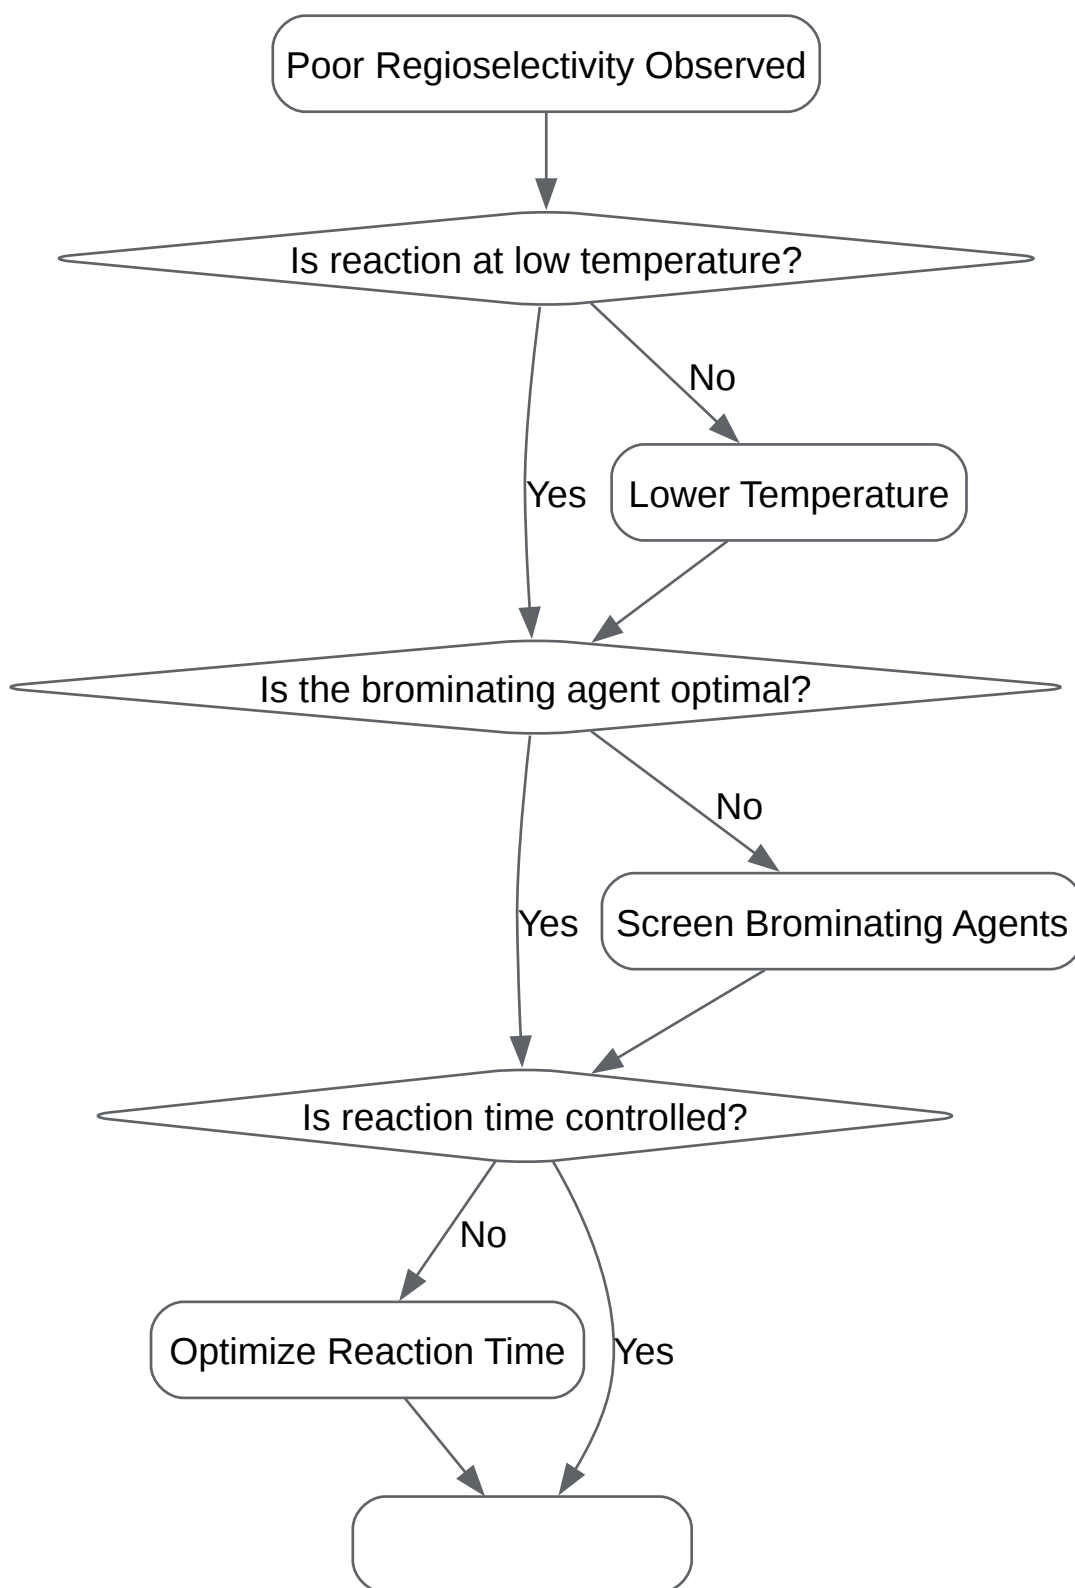 Poor Regioselectivity Observed
Is reaction at low temperature?
No
Yes
Lower Temperature
Is the brominating agent optimal?
No
Yes
Screen Brominating Agents
Is reaction time controlled?
No
Optimize Reaction Time
Yes